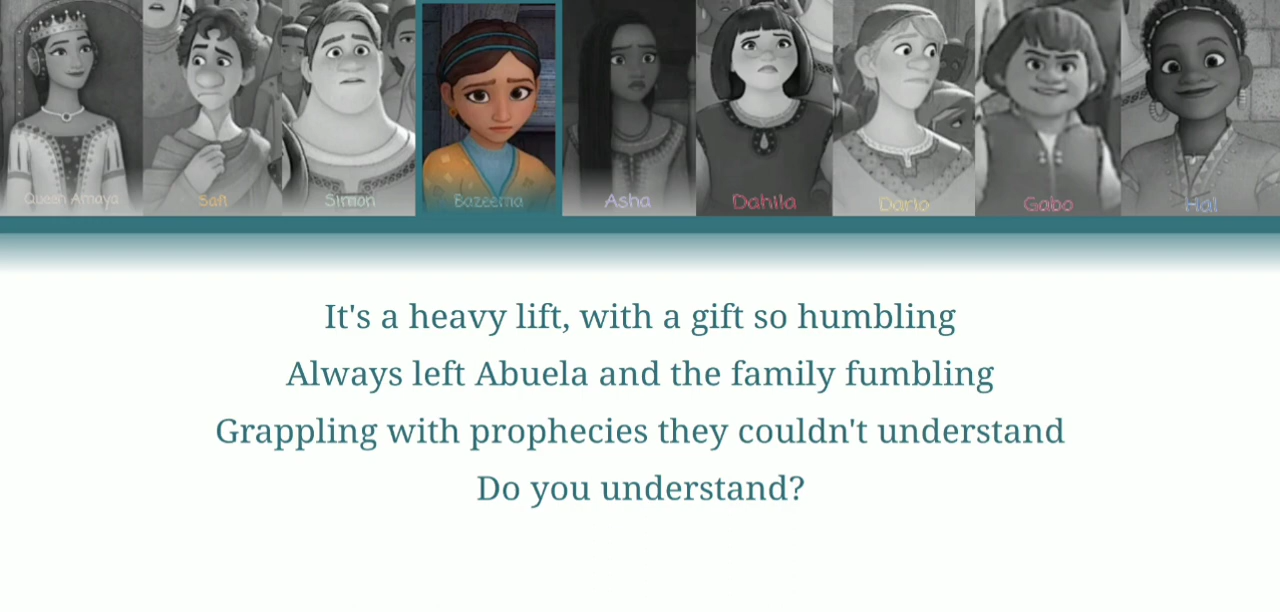 Queen Amaya
Safi
Simon
Bazeema
Asha
Dahlia
Dario
Gabo
Hal
It's a heavy lift, with a gift so humbling
Always left Abuela and the family fumbling
Grappling with prophecies they couldn't understand
Do you understand?